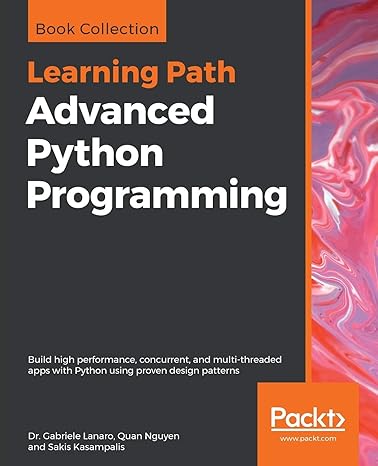 Book Collection
Learning Path
Advanced
Python
Programming
Build high performance, concurrent, and multi-threaded
apps with Python using proven design patterns
Dr. Gabriele Lanaro, Quan Nguyen
and Sakis Kasampalis
Packt>
www.packt.com